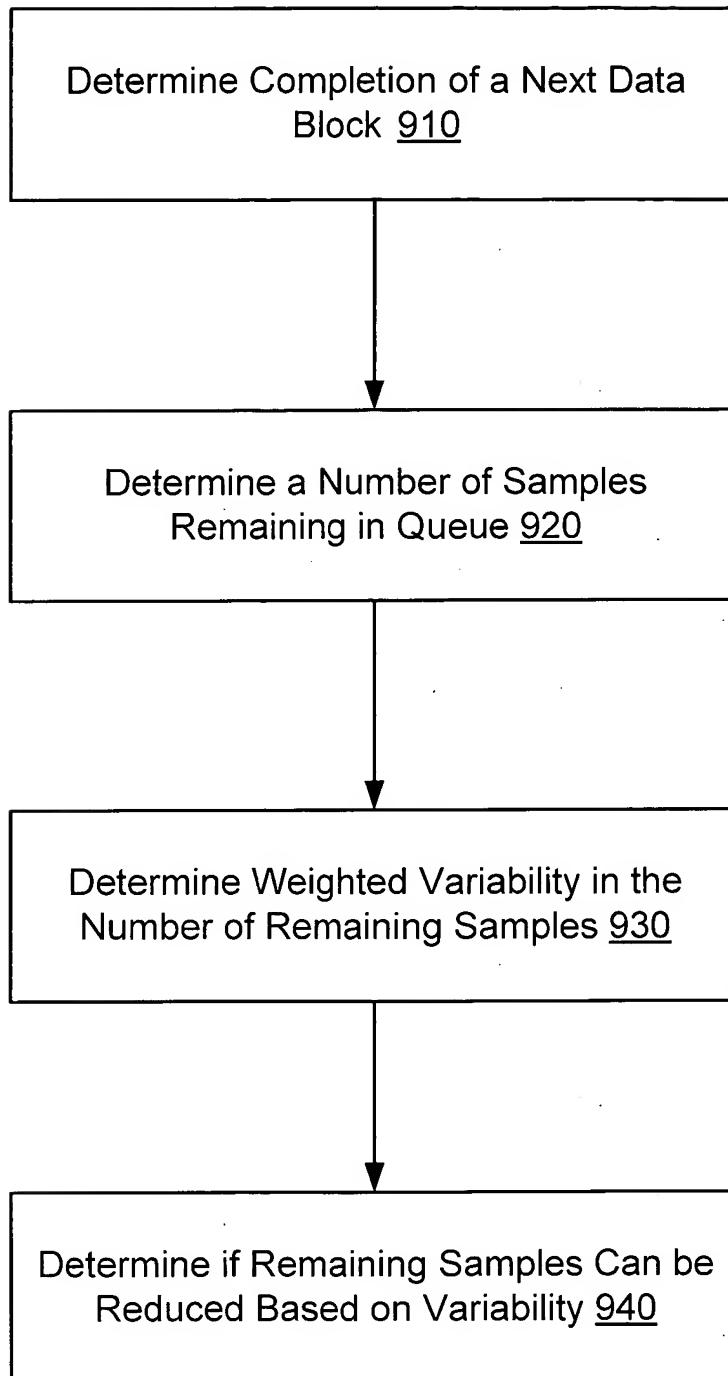 Determine Completion of a Next Data
Block 910
Determine a Number of Samples
Remaining in Queue 920
Determine Weighted Variability in the
Number of Remaining Samples 930
Determine if Remaining Samples Can be
Reduced Based on Variability 940